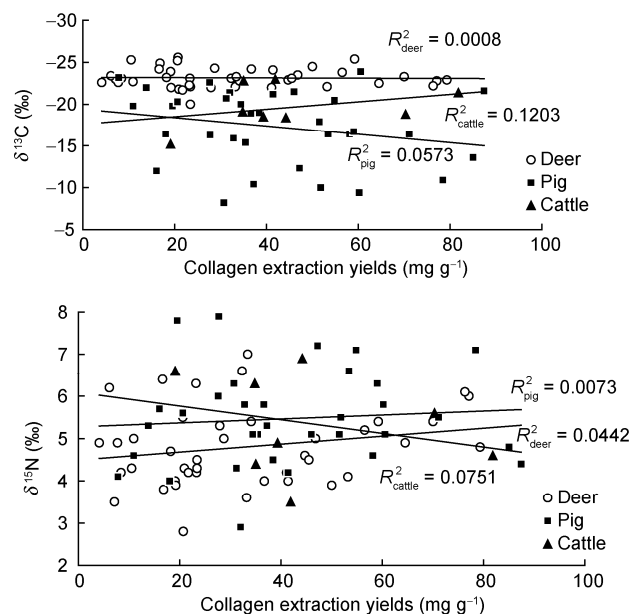 −25
−20
−15
−10
−5
δ¹³C (‰)
R²deer = 0.0008
R²cattle = 0.1203
R²pig = 0.0573
Deer
Pig
Cattle
0 20 40 60 80 100
Collagen extraction yields (mg g⁻¹)
8
7
6
5
4
3
2
δ¹⁵N (‰)
R²pig = 0.0073
R²deer = 0.0442
R²cattle = 0.0751
Deer
Pig
Cattle
0 20 40 60 80 100
Collagen extraction yields (mg g⁻¹)